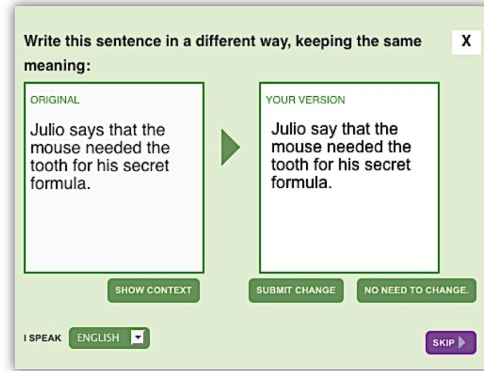 Write this sentence in a different way, keeping the same X
meaning:
ORIGINAL
Julio says that the
mouse needed the
tooth for his secret
formula.
YOUR VERSION
Julio say that the
mouse needed the
tooth for his secret
formula.
SHOW CONTEXT
SUBMIT CHANGE
NO NEED TO CHANGE.
I SPEAK ENGLISH
SKIP